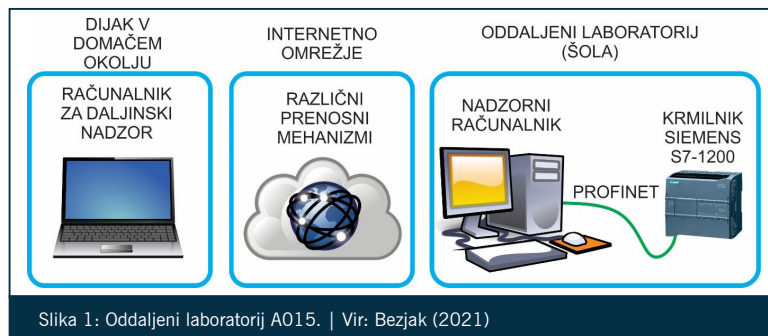 DIJAK V
DOMAČEM
OKOLJU
RAČUNALNIK
ZA DALJINSKI
NADZOR
INTERNETNO
OMREŽJE
RAZLIČNI
PRENOSNI
MEHANIZMI
ODDALJENI LABORATORIJ
(ŠOLA)
NADZORNI
RAČUNALNIK
PROFINET
KRMILNIK
SIEMENS
S7-1200
Slika 1: Oddaljeni laboratorij A015. | Vir: Bezjak (2021)